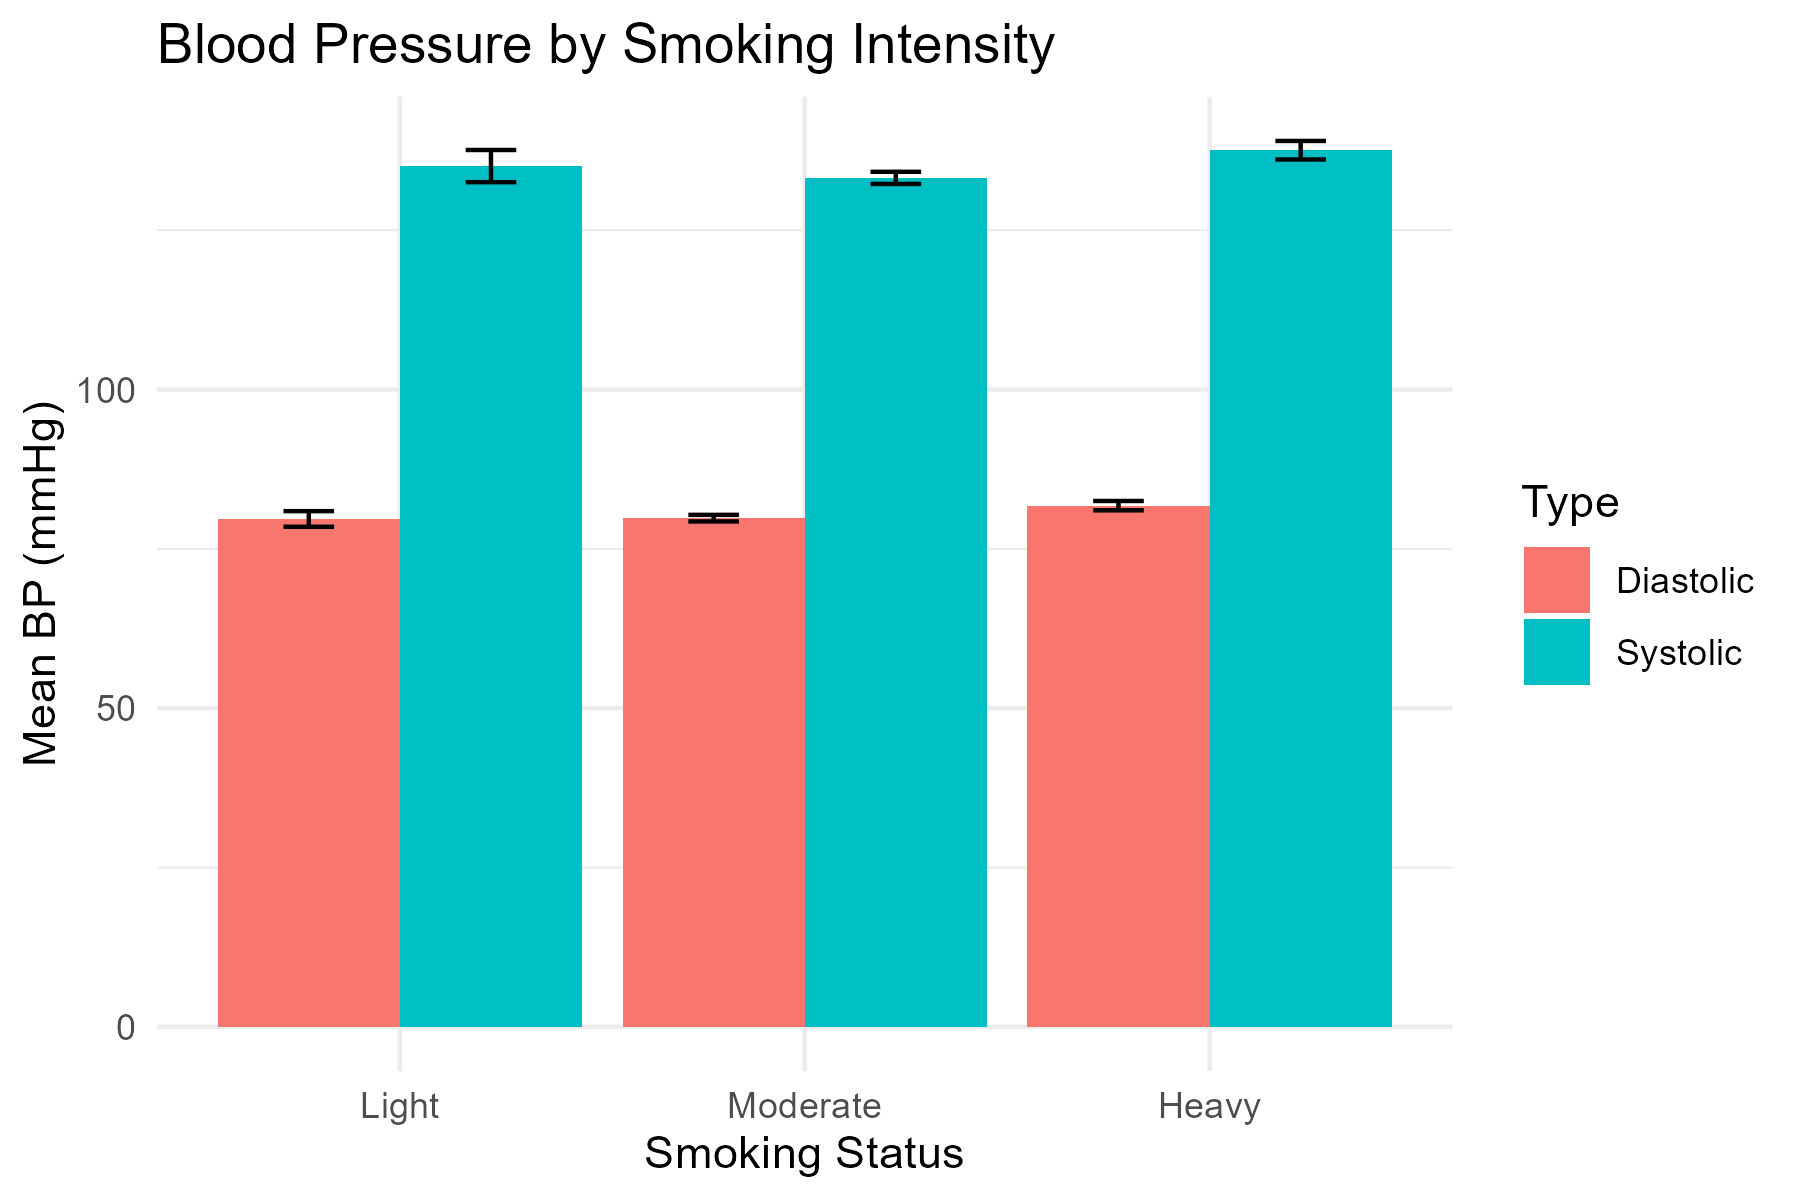 Blood Pressure by Smoking Intensity
Mean BP (mmHg)
100
50
0
Light
Moderate
Heavy
Smoking Status
Type
Diastolic
Systolic